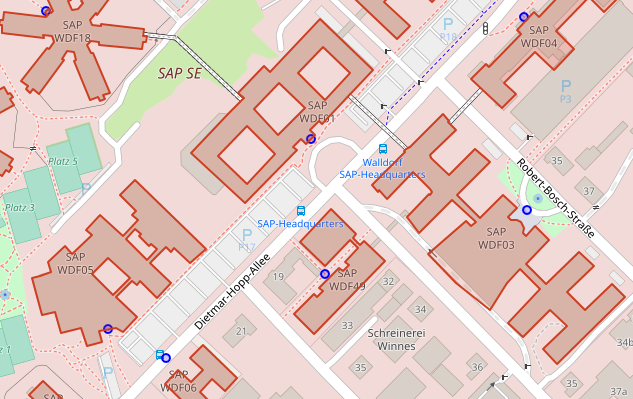 SAP
WDF18
SAP SE
P18
SAP
WDF04
P3
SAP
WDF01
Walldorf
SAP-Headquarters
35
37
Robert-Bosch-Straße
Platz 5
P
Platz 3
SAP-Headquarters
P17
SAP
WDF03
SAP
WDF05
Dietmar-Hopp-Allee
19
SAP
WDF49
32
34
33
Schreinerei
Winnes
21
34b
z 1
35
36
P
SAP
WDF06
35
37a